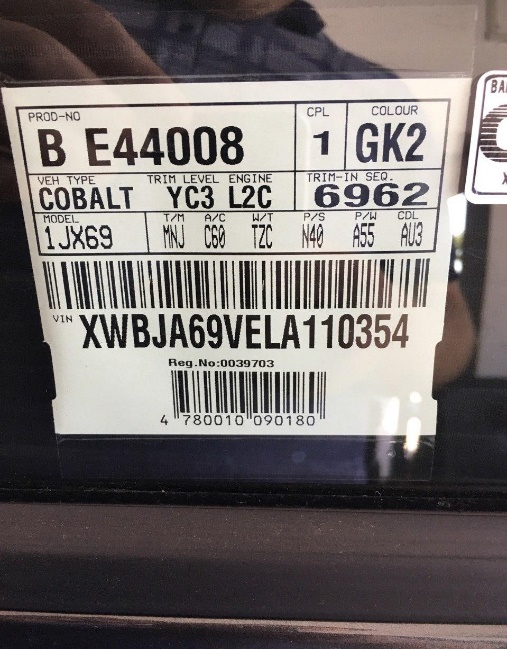 PROD-NO CPL COLOUR
B E44008 1 GK2
VEH TYPE TRIM LEVEL ENGINE TRIM-IN SEQ.
COBALT YC3 L2C 6962
MODEL T/M A/C W/T P/S P/W CDL
1JX69 MNJ C60 TZC N40 A55 AU3
VIN XWBJA69VELA110354
Reg.No:0039703
4 780010 090180